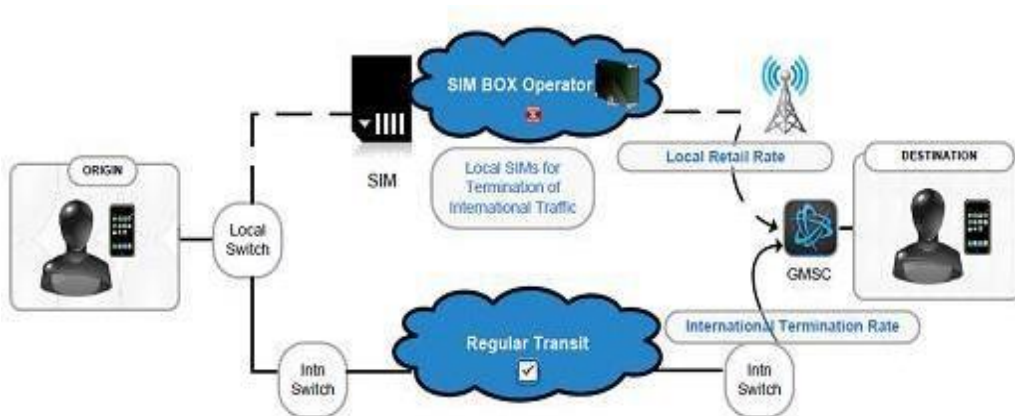 SIM BOX Operator
ORIGIN
SIM
Local SIMs for
Termination of
International Traffic
Local Retail Rate
DESTINATION
Local
Switch
GMSC
International Termination Rate
Regular Transit
Intn
Switch
Intn
Switch